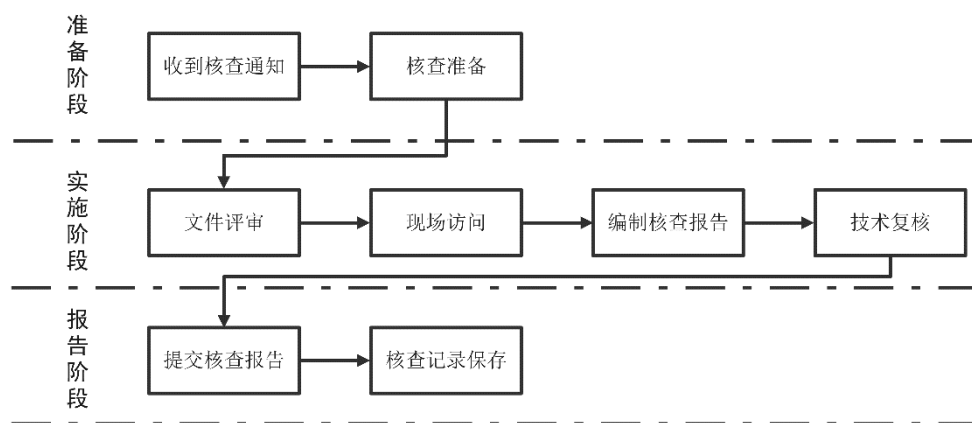 准备阶段
收到核查通知
核查准备
实施阶段
文件评审
现场访问
编制核查报告
技术复核
报告阶段
提交核查报告
核查记录保存